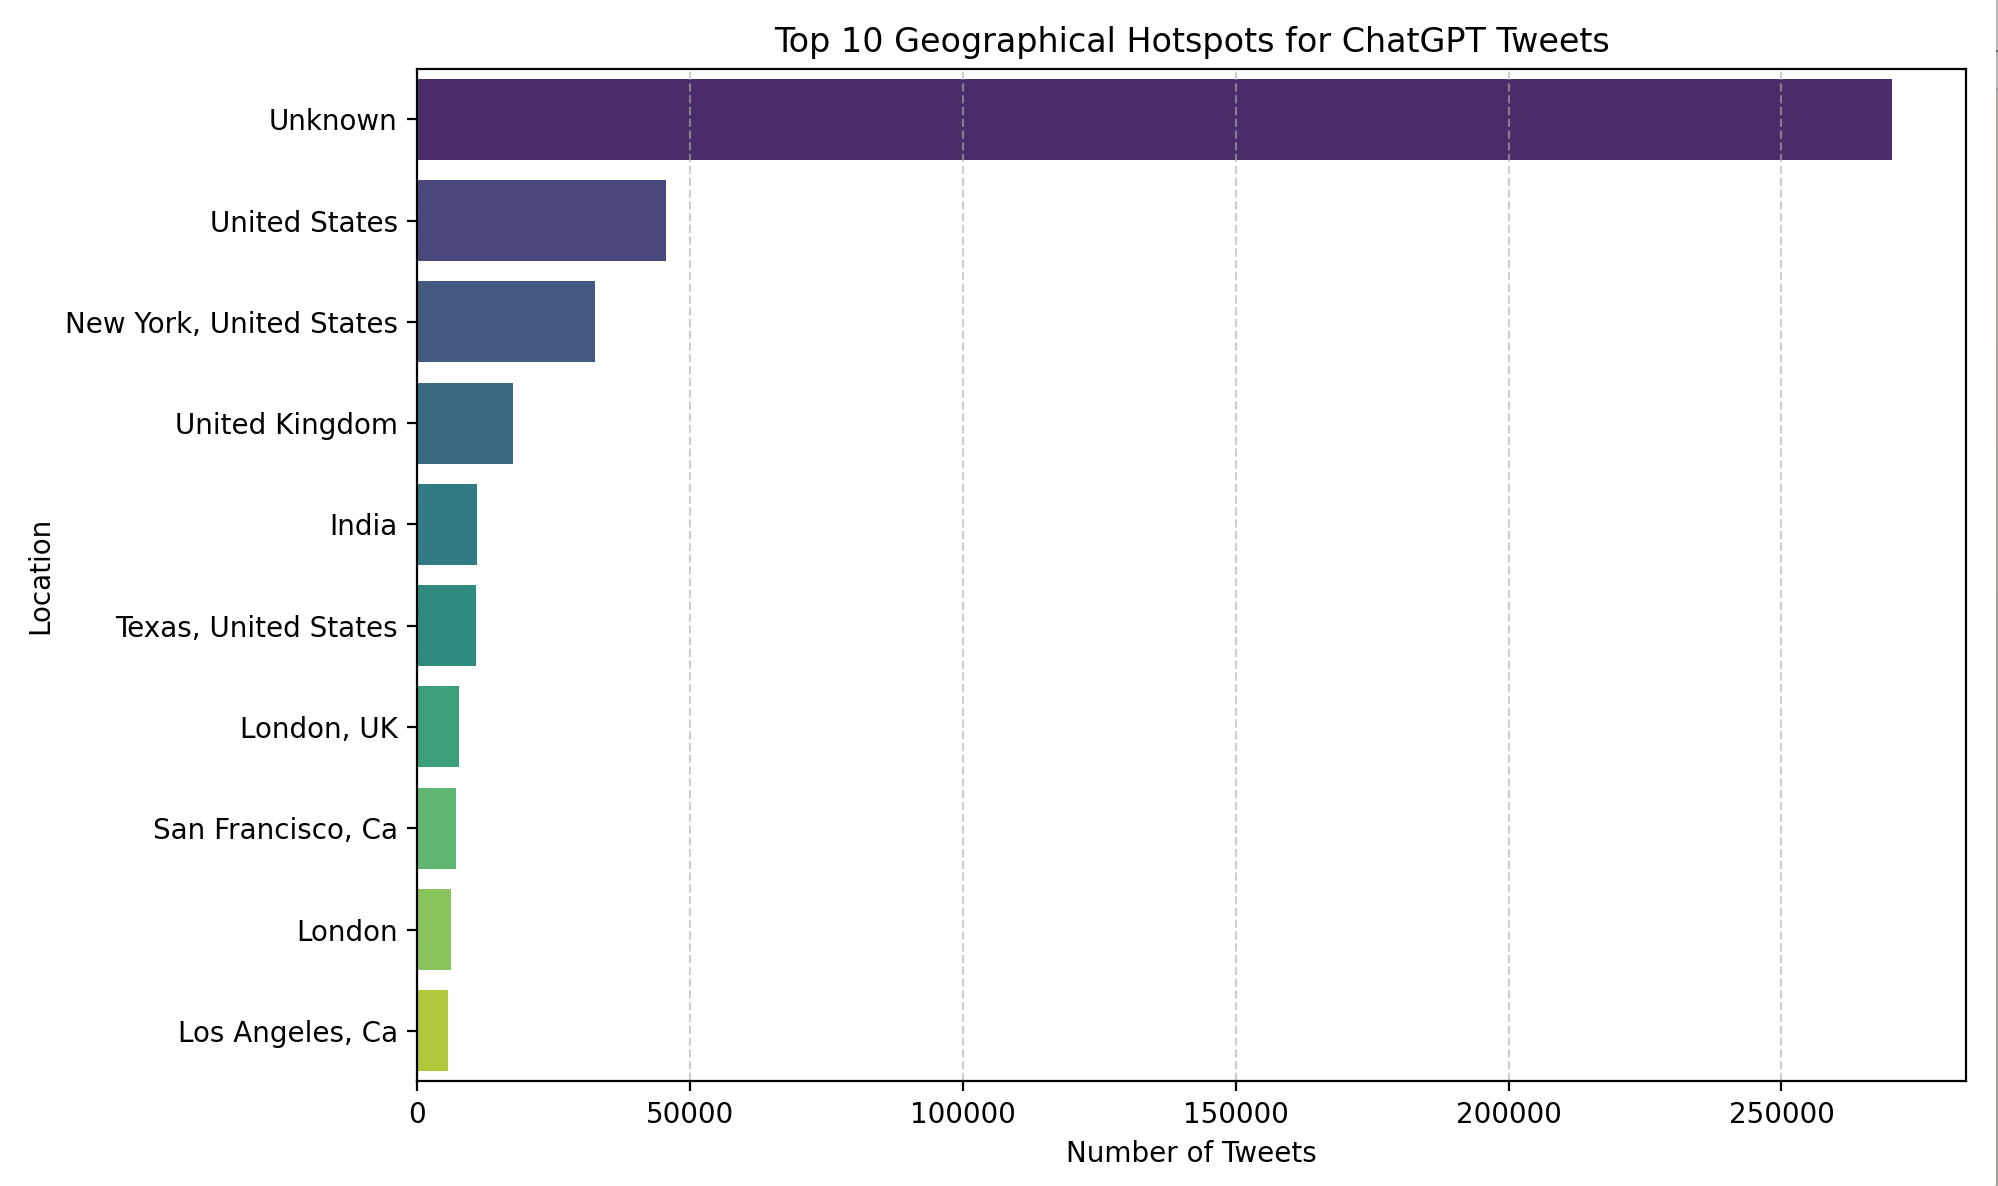 Top 10 Geographical Hotspots for ChatGPT Tweets
Unknown
United States
New York, United States
United Kingdom
India
Texas, United States
London, UK
San Francisco, Ca
London
Los Angeles, Ca
Location
0 50000 100000 150000 200000 250000
Number of Tweets